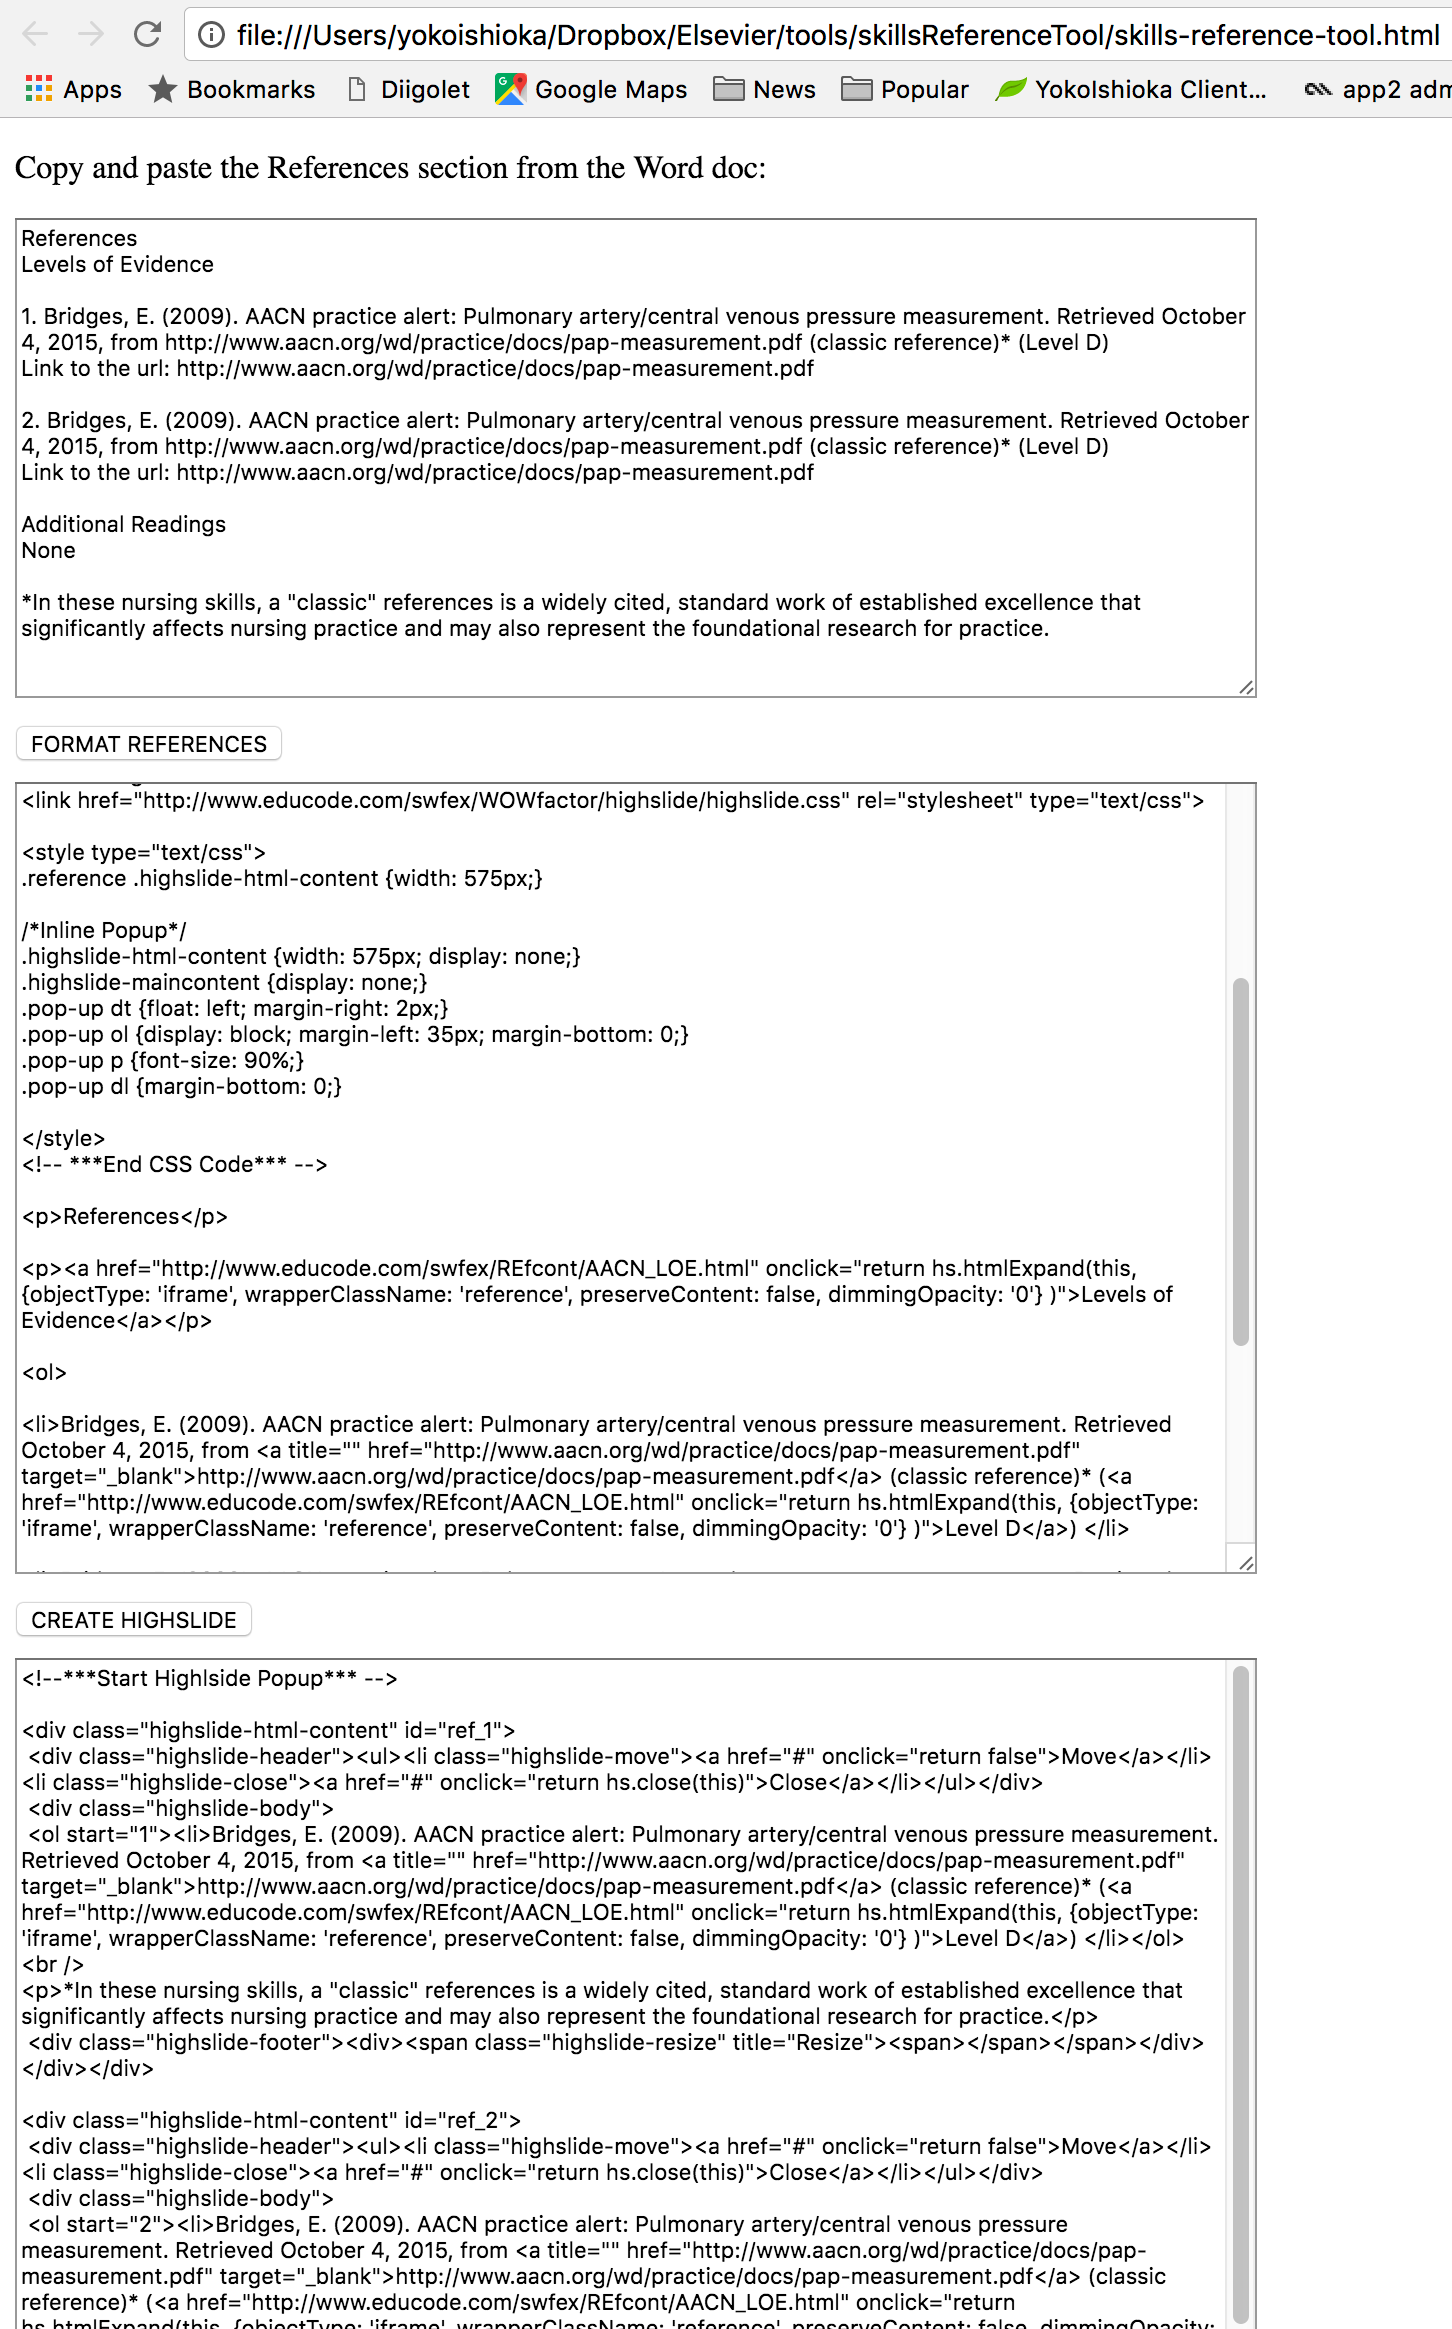 file:///Users/yokoishioka/Dropbox/Elsevier/tools/skillsReferenceTool/skills-reference-tool.html
Apps Bookmarks Diigolet Google Maps News Popular YokoIshioka Client... app2 adm
Copy and paste the References section from the Word doc:
References
Levels of Evidence
1. Bridges, E. (2009). AACN practice alert: Pulmonary artery/central venous pressure measurement. Retrieved October
4, 2015, from http://www.aacn.org/wd/practice/docs/pap-measurement.pdf (classic reference)* (Level D)
Link to the url: http://www.aacn.org/wd/practice/docs/pap-measurement.pdf
2. Bridges, E. (2009). AACN practice alert: Pulmonary artery/central venous pressure measurement. Retrieved October
4, 2015, from http://www.aacn.org/wd/practice/docs/pap-measurement.pdf (classic reference)* (Level D)
Link to the url: http://www.aacn.org/wd/practice/docs/pap-measurement.pdf
Additional Readings
None
*In these nursing skills, a "classic" references is a widely cited, standard work of established excellence that
significantly affects nursing practice and may also represent the foundational research for practice.
FORMAT REFERENCES
<link href="http://www.educode.com/swfex/WOWfactor/highslide/highslide.css" rel="stylesheet" type="text/css">
<style type="text/css">
.reference .highslide-html-content {width: 575px;}
/*Inline Popup*/
.highslide-html-content {width: 575px; display: none;}
.highslide-maincontent {display: none;}
.pop-up dt {float: left; margin-right: 2px;}
.pop-up ol {display: block; margin-left: 35px; margin-bottom: 0;}
.pop-up p {font-size: 90%;}
.pop-up dl {margin-bottom: 0;}
</style>
<!-- ***End CSS Code*** -->
<p>References</p>
<p><a href="http://www.educode.com/swfex/REfcont/AACN_LOE.html" onclick="return hs.htmlExpand(this,
{objectType: 'iframe', wrapperClassName: 'reference', preserveContent: false, dimmingOpacity: '0'} )">Levels of
Evidence</a></p>
<ol>
<li>Bridges, E. (2009). AACN practice alert: Pulmonary artery/central venous pressure measurement. Retrieved
October 4, 2015, from <a title="" href="http://www.aacn.org/wd/practice/docs/pap-measurement.pdf"
target="_blank">http://www.aacn.org/wd/practice/docs/pap-measurement.pdf</a> (classic reference)* (<a
href="http://www.educode.com/swfex/REfcont/AACN_LOE.html" onclick="return hs.htmlExpand(this, {objectType:
'iframe', wrapperClassName: 'reference', preserveContent: false, dimmingOpacity: '0'} )">Level D</a>) </li>
CREATE HIGHSLIDE
<!--***Start Highlside Popup*** -->
<div class="highslide-html-content" id="ref_1">
<div class="highslide-header"><ul><li class="highslide-move"><a href="#" onclick="return false">Move</a></li>
<li class="highslide-close"><a href="#" onclick="return hs.close(this)">Close</a></li></ul></div>
<div class="highslide-body">
<ol start="1"><li>Bridges, E. (2009). AACN practice alert: Pulmonary artery/central venous pressure measurement.
Retrieved October 4, 2015, from <a title="" href="http://www.aacn.org/wd/practice/docs/pap-measurement.pdf"
target="_blank">http://www.aacn.org/wd/practice/docs/pap-measurement.pdf</a> (classic reference)* (<a
href="http://www.educode.com/swfex/REfcont/AACN_LOE.html" onclick="return hs.htmlExpand(this, {objectType:
'iframe', wrapperClassName: 'reference', preserveContent: false, dimmingOpacity: '0'} )">Level D</a>) </li></ol>
<br />
<p>*In these nursing skills, a "classic" references is a widely cited, standard work of established excellence that
significantly affects nursing practice and may also represent the foundational research for practice.</p>
<div class="highslide-footer"><div><span class="highslide-resize" title="Resize"><span></span></span></div>
</div></div>
<div class="highslide-html-content" id="ref_2">
<div class="highslide-header"><ul><li class="highslide-move"><a href="#" onclick="return false">Move</a></li>
<li class="highslide-close"><a href="#" onclick="return hs.close(this)">Close</a></li></ul></div>
<div class="highslide-body">
<ol start="2"><li>Bridges, E. (2009). AACN practice alert: Pulmonary artery/central venous pressure
measurement. Retrieved October 4, 2015, from <a title="" href="http://www.aacn.org/wd/practice/docs/pap-
measurement.pdf" target="_blank">http://www.aacn.org/wd/practice/docs/pap-measurement.pdf</a> (classic
reference)* (<a href="http://www.educode.com/swfex/REfcont/AACN_LOE.html" onclick="return
hs.htmlExpand(this, {objectType: 'iframe', wrapperClassName: 'reference', preserveContent: false, dimmingOpacity: